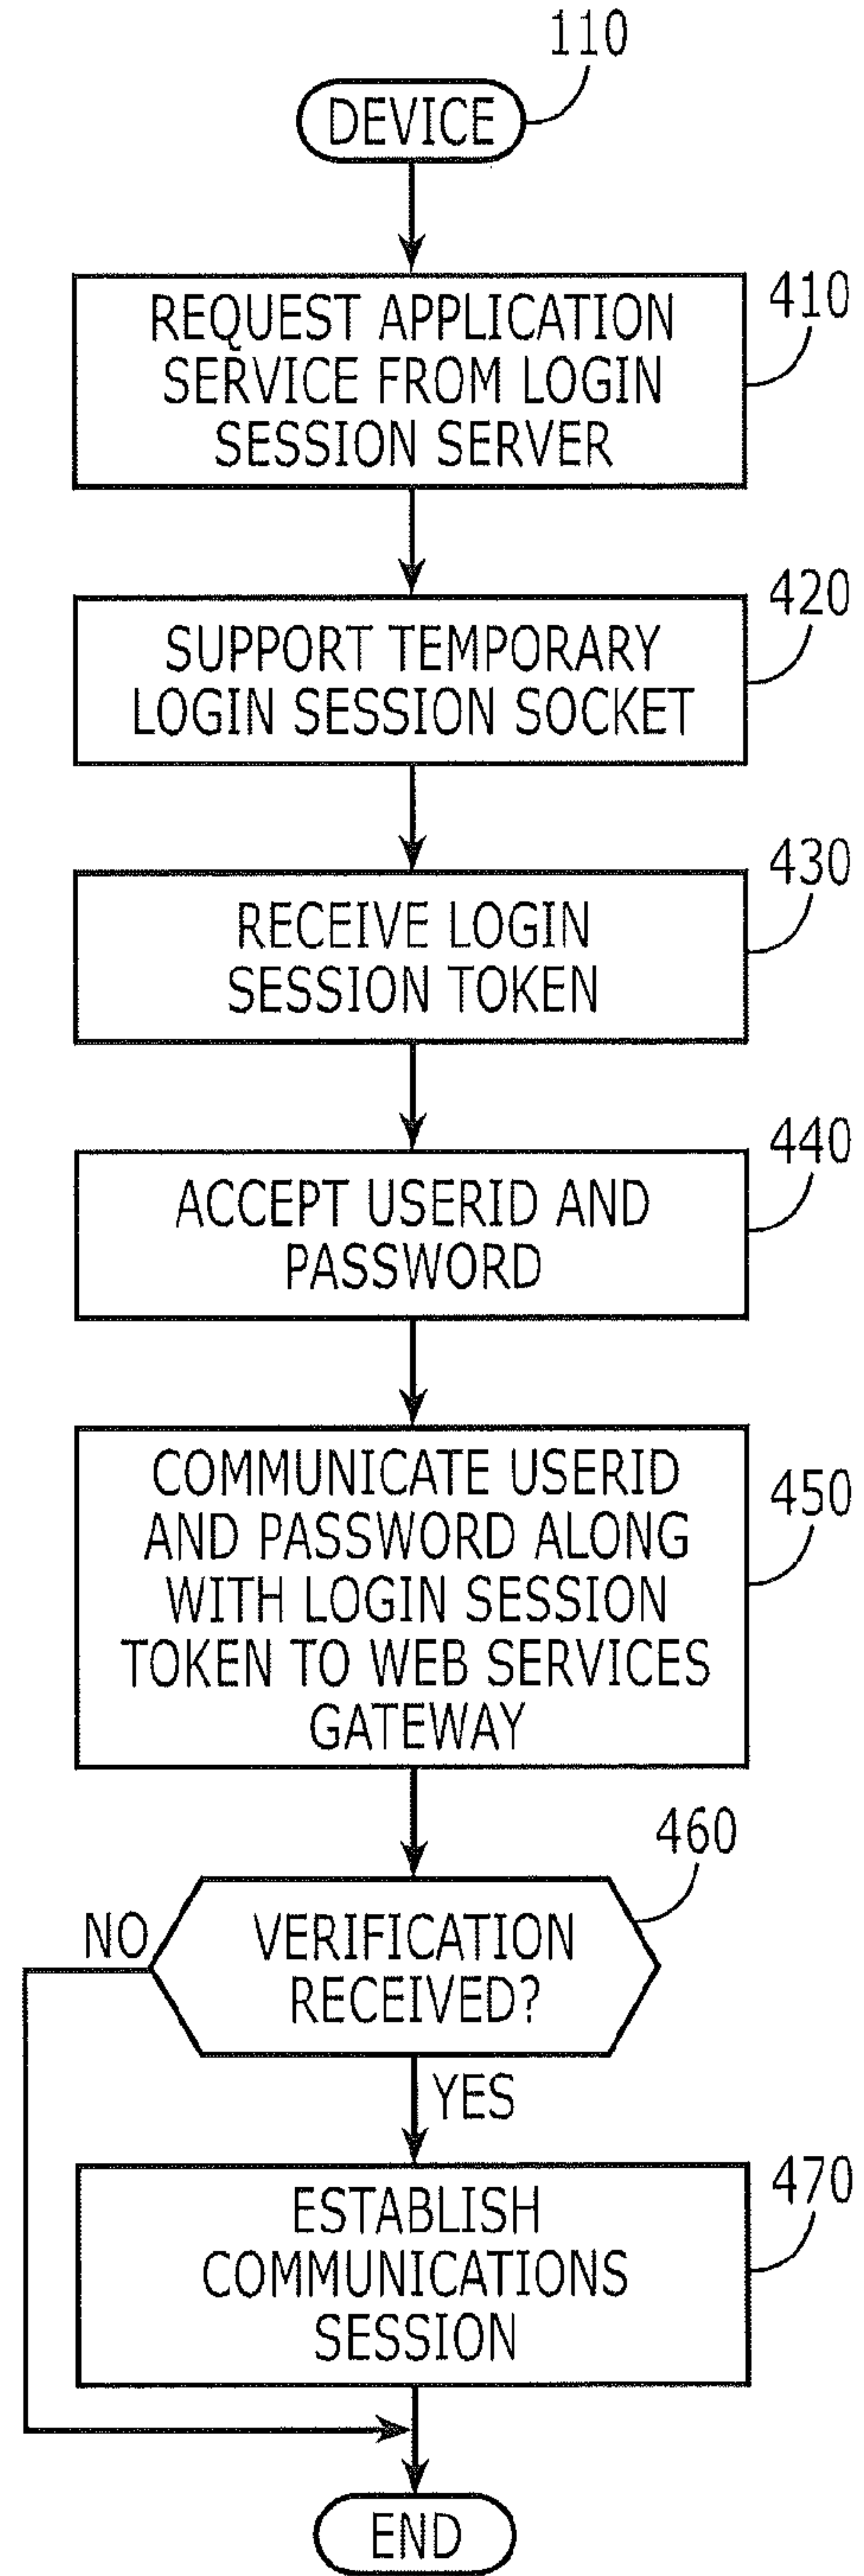 110
DEVICE
410
REQUEST APPLICATION
SERVICE FROM LOGIN
SESSION SERVER
420
SUPPORT TEMPORARY
LOGIN SESSION SOCKET
430
RECEIVE LOGIN
SESSION TOKEN
440
ACCEPT USERID AND
PASSWORD
450
COMMUNICATE USERID
AND PASSWORD ALONG
WITH LOGIN SESSION
TOKEN TO WEB SERVICES
GATEWAY
460
NO
VERIFICATION
RECEIVED?
YES
470
ESTABLISH
COMMUNICATIONS
SESSION
END